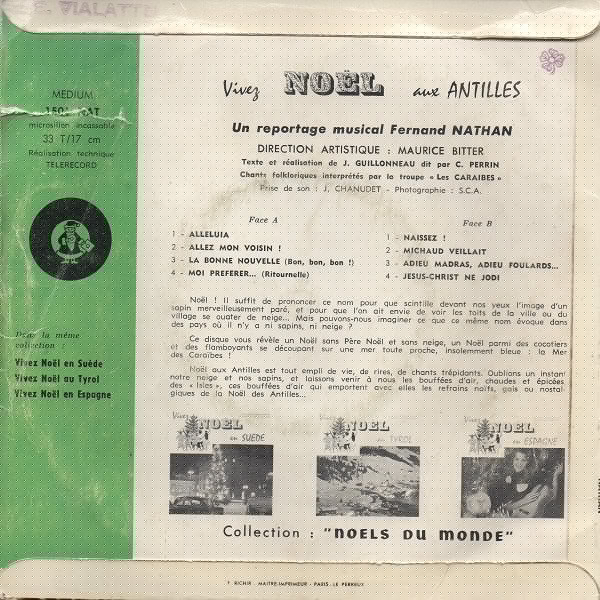 F. VIALATTE
MEDIUM
1501 NAT
microsillon incassable
33 T/17 cm
Réalisation technique
TELERECORD
Dans la même
collection :
Vivez Noël en Suède
Vivez Noël au Tyrol
Vivez Noël en Espagne
Vivez NOËL aux ANTILLES
Un reportage musical Fernand NATHAN
DIRECTION ARTISTIQUE : MAURICE BITTER
Texte et réalisation de J. GUILLONNEAU dit par C. PERRIN
Chants folkloriques interprétés par la troupe « Les CARAIBES »
Prise de son : J. CHANUDET - Photographie : S.C.A.
Face A
1 - ALLELUIA
2 - ALLEZ MON VOISIN !
3 - LA BONNE NOUVELLE (Bon, bon, bon !)
4 - MOI PREFERER... (Ritournelle)
Face B
1 - NAISSEZ !
2 - MICHAUD VEILLAIT
3 - ADIEU MADRAS, ADIEU FOULARDS...
4 - JESUS-CHRIST NE JODI
Noël ! Il suffit de prononcer ce nom pour que scintille devant nos yeux l'image d'un
sapin merveilleusement paré, et pour que l'on ait envie de voir les toits de la ville ou du
village se ouater de neige... Mais pouvons-nous imaginer ce que ce même nom évoque dans
des pays où il n'y a ni sapins, ni neige ?
Ce disque vous révèle un Noël sans Père Noël et sans neige, un Noël parmi des cocotiers
et des flamboyants se découpant sur une mer toute proche, insolemment bleue : la Mer
des Caraïbes !
Noël aux Antilles est tout empli de vie, de rires, de chants trépidants. Oublions un instant
notre neige et nos sapins, et laissons venir à nous les bouffées d'air, chaudes et épicées
des « Isles », ces bouffées d'air qui emportent avec elles les refrains naïfs, gais ou nostal-
giques de la Noël des Antilles...
Vivez NOËL en SUEDE
Vivez NOËL au TYROL
Vivez NOËL en ESPAGNE
Collection : "NOELS DU MONDE"
RICHIR - MAITRE-IMPRIMEUR - PARIS - LE PERREUX